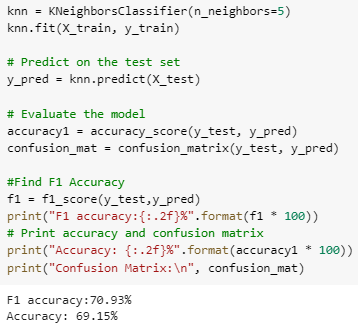 knn = KNeighborsClassifier(n_neighbors=5)
knn.fit(X_train, y_train)
# Predict on the test set
y_pred = knn.predict(X_test)
# Evaluate the model
accuracy1 = accuracy_score(y_test, y_pred)
confusion_mat = confusion_matrix(y_test, y_pred)
#Find F1 Accuracy
f1 = f1_score(y_test,y_pred)
print("F1 accuracy:{:.2f}%".format(f1 * 100))
# Print accuracy and confusion matrix
print("Accuracy: {:.2f}%".format(accuracy1 * 100))
print("Confusion Matrix:\n", confusion_mat)
F1 accuracy:70.93%
Accuracy: 69.15%